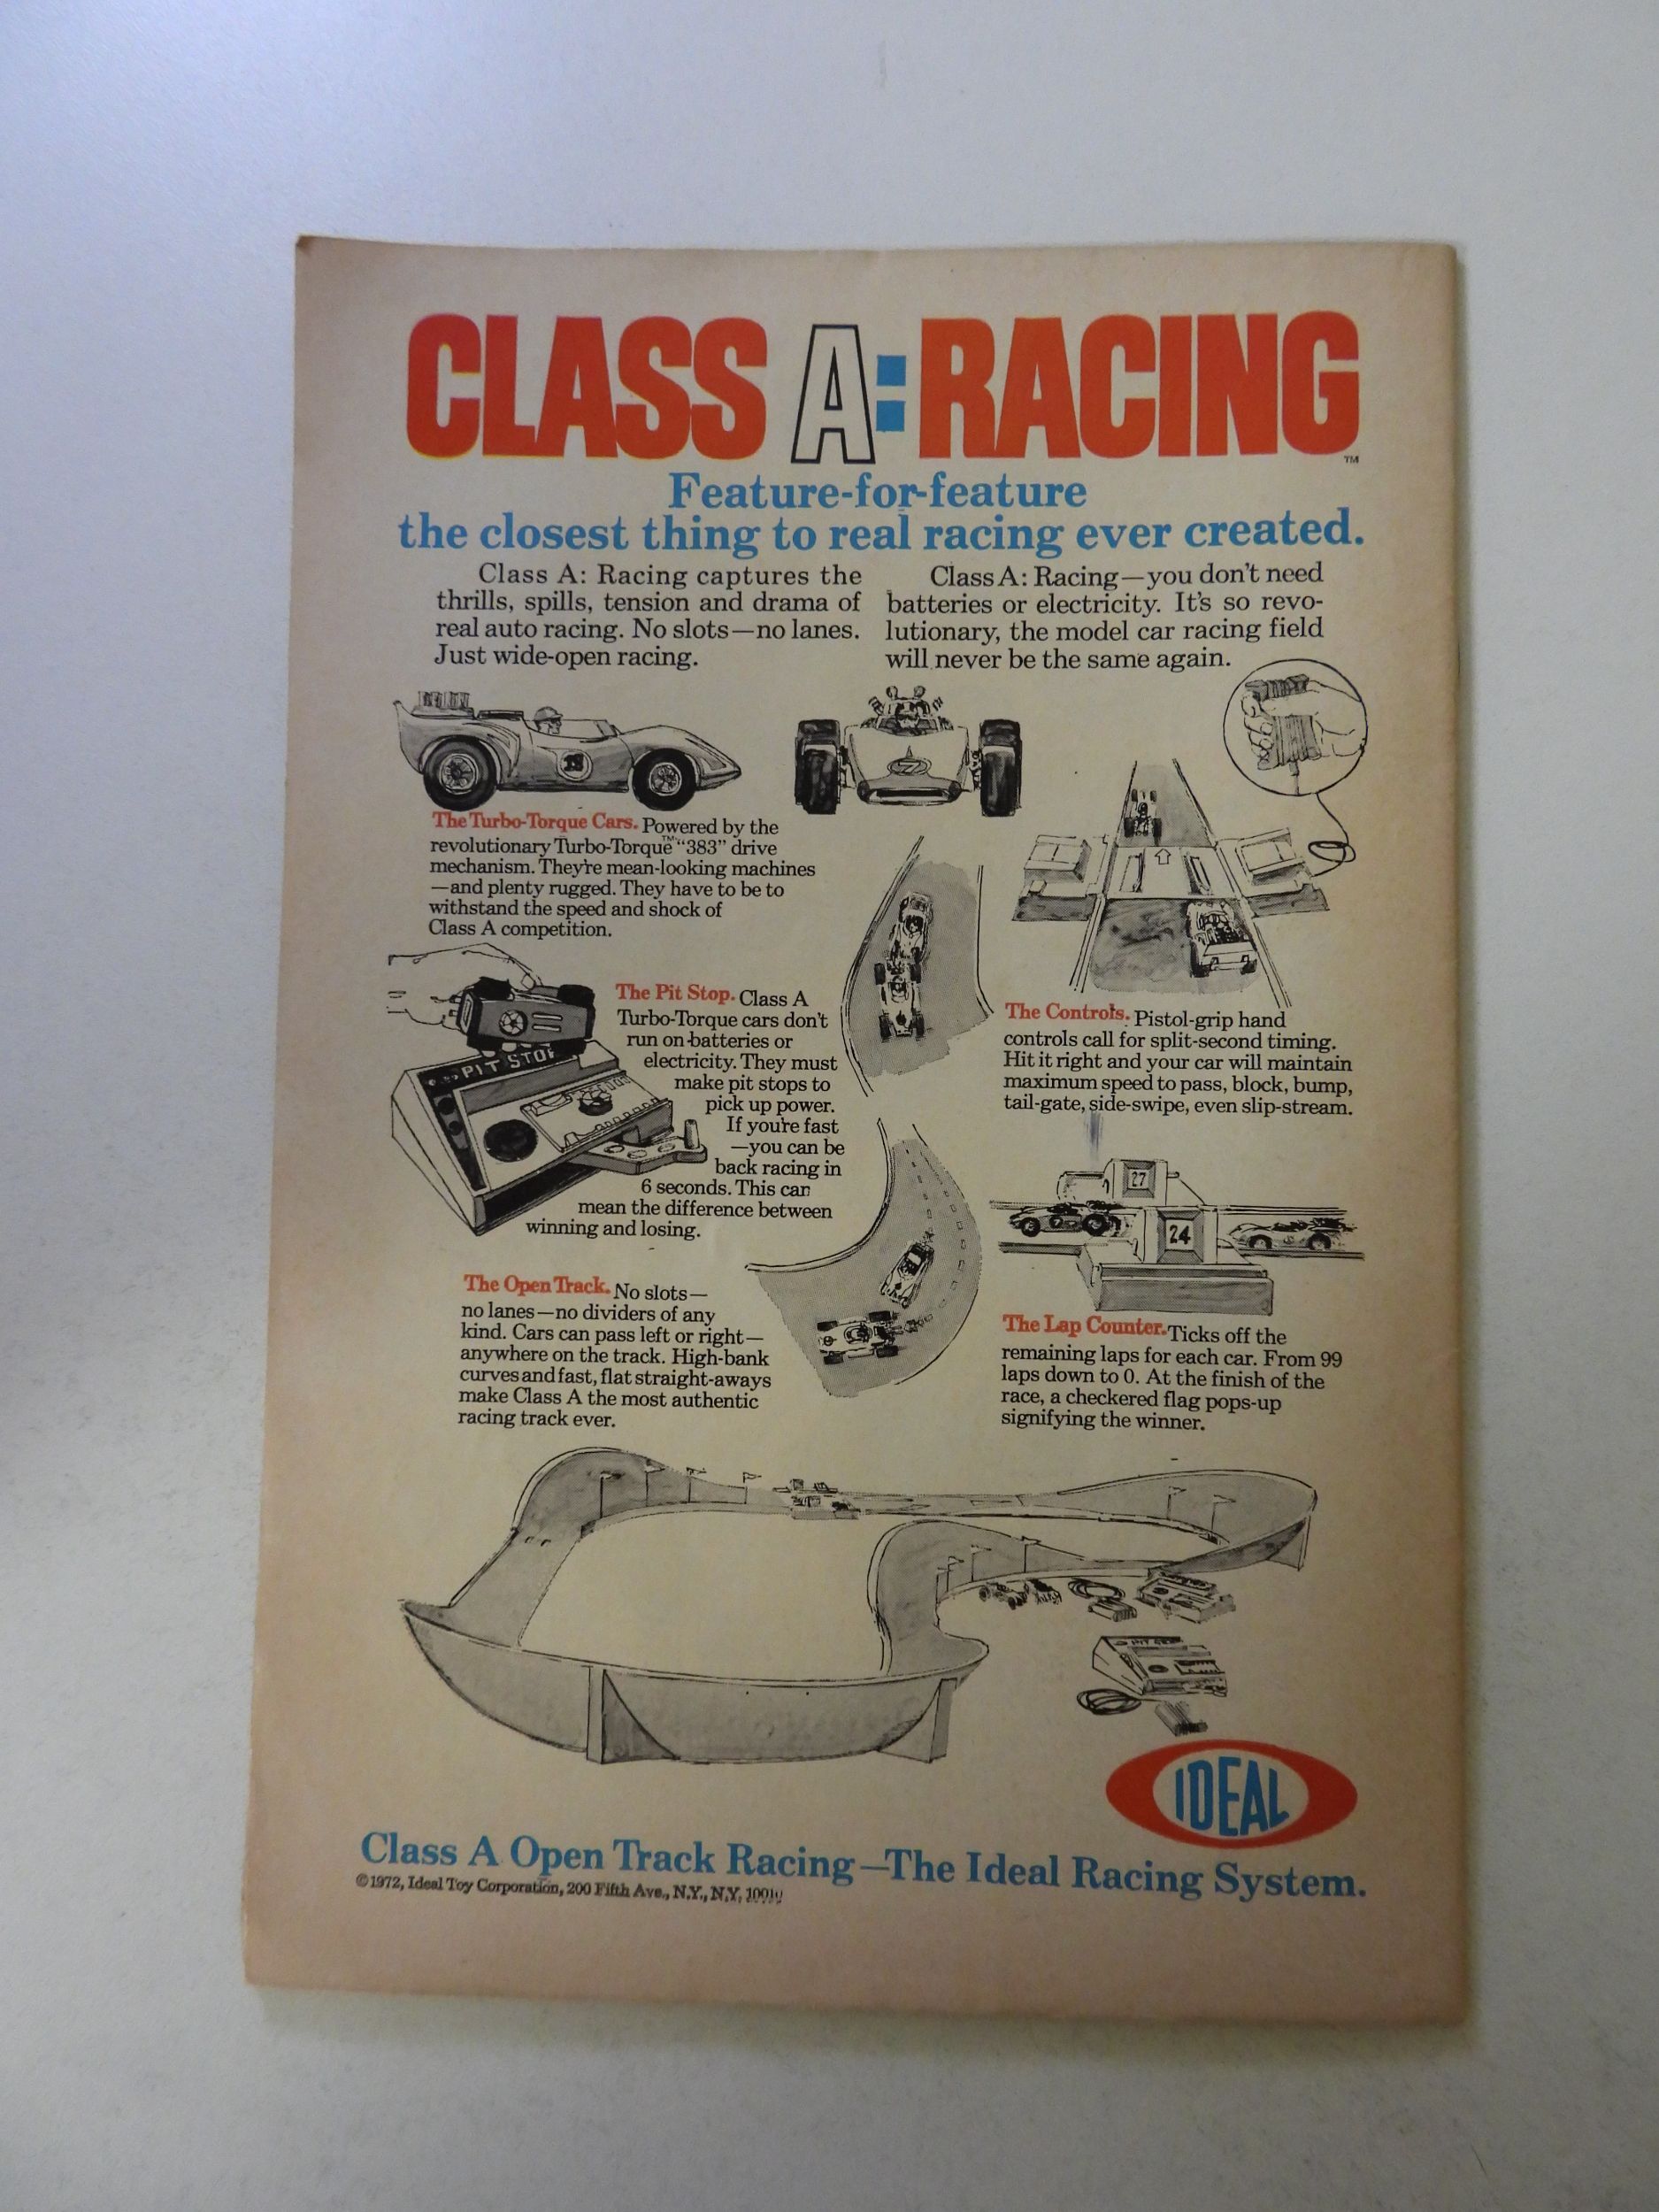 CLASS A: RACING
TM
Feature-for-feature
the closest thing to real racing ever created.
Class A: Racing captures the
thrills, spills, tension and drama of
real auto racing. No slots—no lanes.
Just wide-open racing.
Class A: Racing—you don't need
batteries or electricity. It's so revo-
lutionary, the model car racing field
will never be the same again.
The Turbo-Torque Cars. Powered by the
revolutionary Turbo-Torque™ "383" drive
mechanism. They're mean-looking machines
—and plenty rugged. They have to be to
withstand the speed and shock of
Class A competition.
PIT STOP
The Pit Stop. Class A
Turbo-Torque cars don't
run on batteries or
electricity. They must
make pit stops to
pick up power.
If you're fast
—you can be
back racing in
6 seconds. This can
mean the difference between
winning and losing.
The Controls. Pistol-grip hand
controls call for split-second timing.
Hit it right and your car will maintain
maximum speed to pass, block, bump,
tail-gate, side-swipe, even slip-stream.
27
24
The Open Track. No slots—
no lanes—no dividers of any
kind. Cars can pass left or right—
anywhere on the track. High-bank
curves and fast, flat straight-aways
make Class A the most authentic
racing track ever.
The Lap Counter. Ticks off the
remaining laps for each car. From 99
laps down to 0. At the finish of the
race, a checkered flag pops-up
signifying the winner.
IDEAL
Class A Open Track Racing—The Ideal Racing System.
©1972, Ideal Toy Corporation, 200 Fifth Ave., N.Y., N.Y. 10010